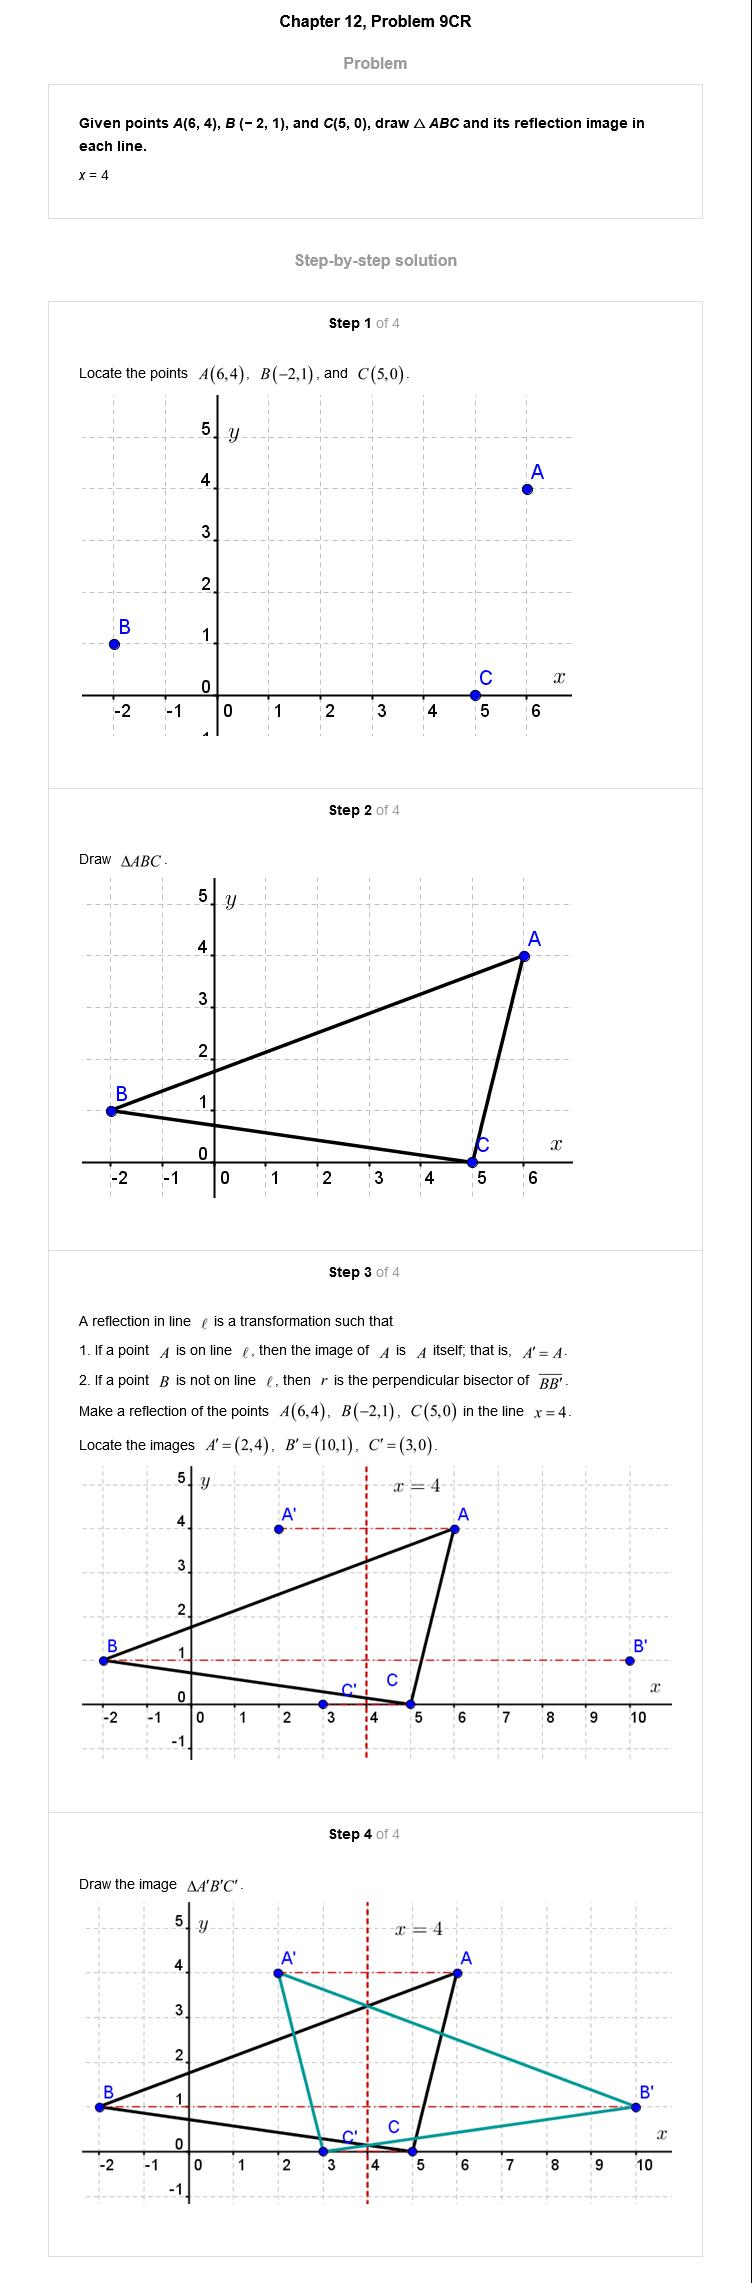 Chapter 12, Problem 9CR
Problem
Given points A(6, 4), B (− 2, 1), and C(5, 0), draw △ ABC and its reflection image in
each line.
x = 4
Step-by-step solution
Step 1 of 4
Locate the points A(6,4), B(−2,1), and C(5,0).
5 y
A
4
3
2
B
1
C x
0
-2 -1 0 1 2 3 4 5 6
Step 2 of 4
Draw ΔABC.
5 y
A
4
3
2
B
1
C x
0
-2 -1 0 1 2 3 4 5 6
Step 3 of 4
A reflection in line ℓ is a transformation such that
1. If a point A is on line ℓ, then the image of A is A itself; that is, A′ = A.
2. If a point B is not on line ℓ, then r is the perpendicular bisector of B̅B̅′̅.
Make a reflection of the points A(6,4), B(−2,1), C(5,0) in the line x = 4.
Locate the images A′ = (2,4), B′ = (10,1), C′ = (3,0).
5 y x = 4
A' A
4
3
2
B B'
1
C' C x
0
-2 -1 0 1 2 3 4 5 6 7 8 9 10
-1
Step 4 of 4
Draw the image ΔA′B′C′.
5 y x = 4
A' A
4
3
2
B B'
1
C' C x
0
-2 -1 0 1 2 3 4 5 6 7 8 9 10
-1